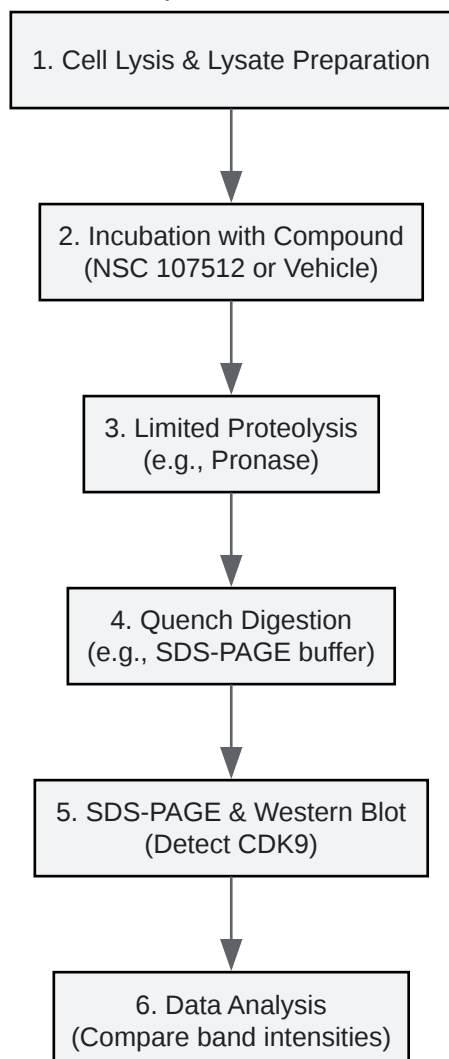 1. Cell Lysis & Lysate Preparation
2. Incubation with Compound
(NSC 107512 or Vehicle)
3. Limited Proteolysis
(e.g., Pronase)
4. Quench Digestion
(e.g., SDS-PAGE buffer)
5. SDS-PAGE & Western Blot
(Detect CDK9)
6. Data Analysis
(Compare band intensities)